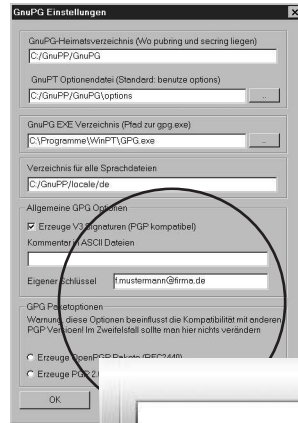 GnuPG Einstellungen
GnuPG-Heimatsverzeichnis (Wo pubring und secring liegen)
C:/GnuPP/GnuPG
GnuPT Optionendatei (Standard: benutze options)
C:/GnuPP/GnuPG\options
...
GnuPG EXE Verzeichnis (Pfad zur gpg.exe)
C:\Programme\WinPT\GPG.exe
...
Verzeichnis für alle Sprachdateien
C:/GnuPP/locale/de
Allgemeine GPG Optionen
Erzeuge V3 Signaturen (PGP kompatibel)
Kommentar in ASCII Dateien
Eigener Schlüssel
f.mustermann@firma.de
GPG Paketoptionen
Warnung, diese Optionen beeinflusst die Kompatibilität mit anderen
PGP Versionen! Im Zweifelsfall sollte man hier nichts verändern
Erzeuge OpenPGP Pakete (RFC2440)
Erzeuge PGP 2.
OK